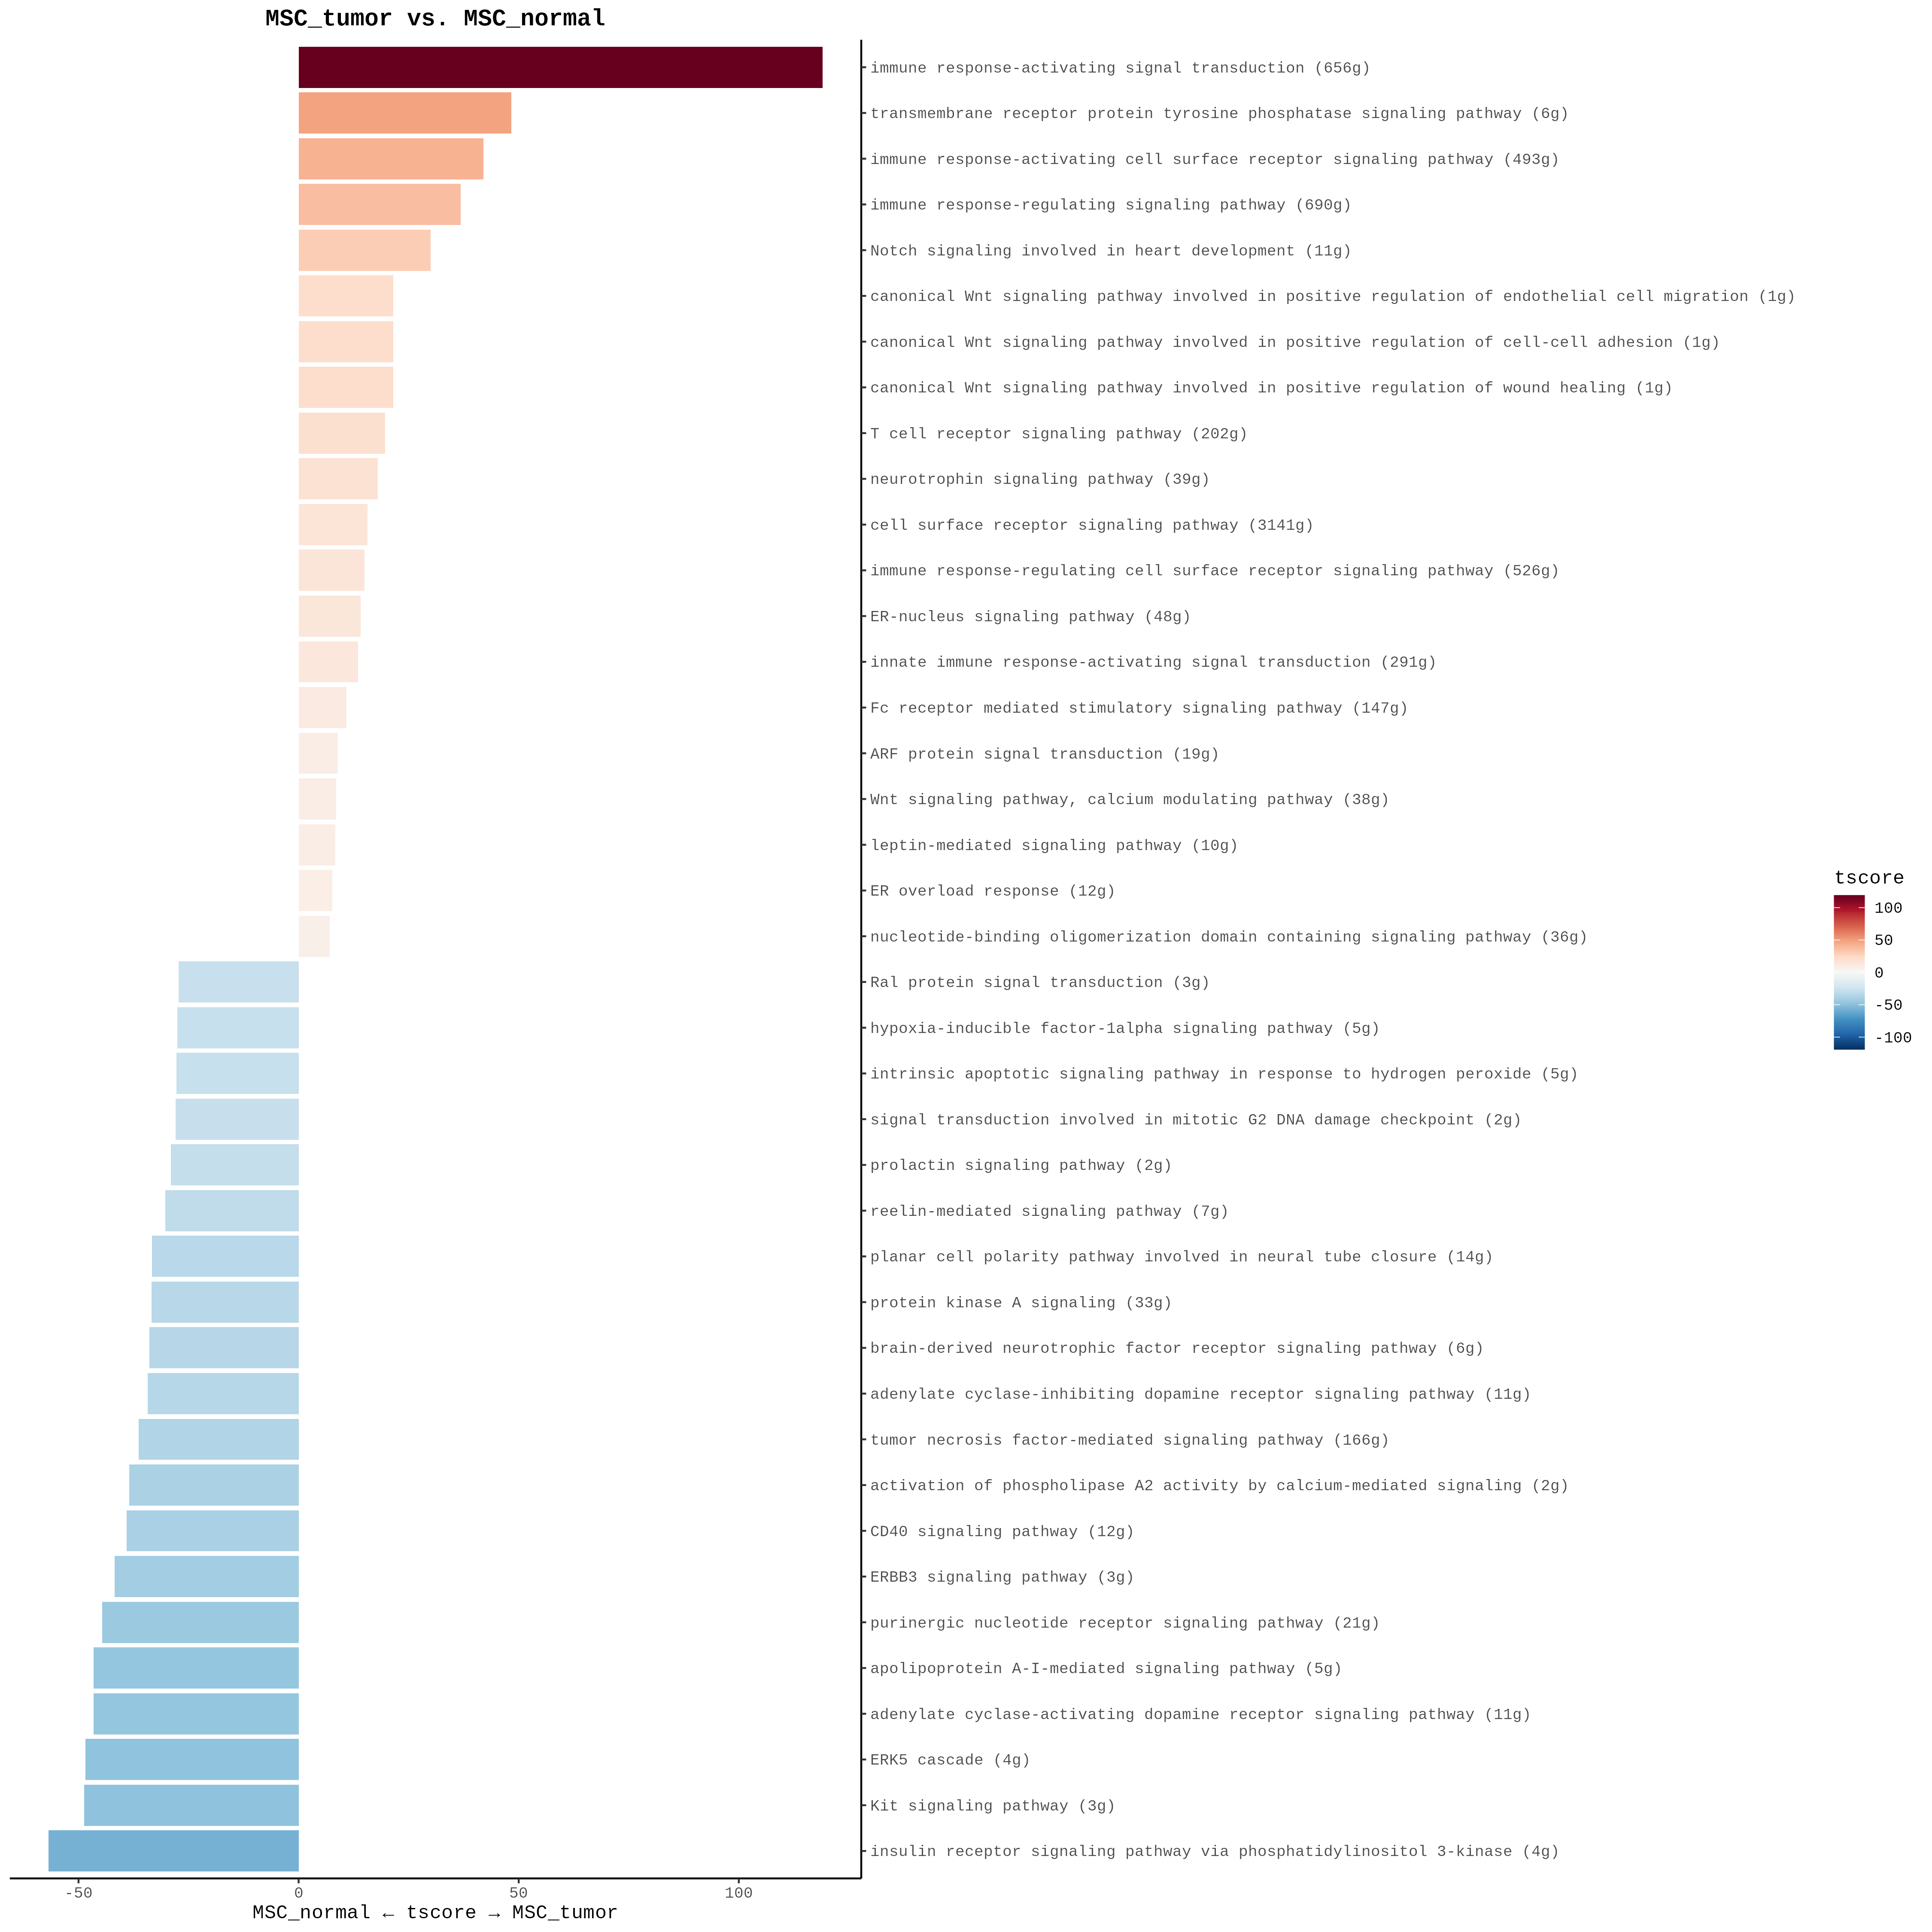 MSC_tumor vs. MSC_normal
immune response-activating signal transduction (656g)
transmembrane receptor protein tyrosine phosphatase signaling pathway (6g)
immune response-activating cell surface receptor signaling pathway (493g)
immune response-regulating signaling pathway (690g)
Notch signaling involved in heart development (11g)
canonical Wnt signaling pathway involved in positive regulation of endothelial cell migration (1g)
canonical Wnt signaling pathway involved in positive regulation of cell-cell adhesion (1g)
canonical Wnt signaling pathway involved in positive regulation of wound healing (1g)
T cell receptor signaling pathway (202g)
neurotrophin signaling pathway (39g)
cell surface receptor signaling pathway (3141g)
immune response-regulating cell surface receptor signaling pathway (526g)
ER-nucleus signaling pathway (48g)
innate immune response-activating signal transduction (291g)
Fc receptor mediated stimulatory signaling pathway (147g)
ARF protein signal transduction (19g)
Wnt signaling pathway, calcium modulating pathway (38g)
leptin-mediated signaling pathway (10g)
ER overload response (12g)
nucleotide-binding oligomerization domain containing signaling pathway (36g)
Ral protein signal transduction (3g)
hypoxia-inducible factor-1alpha signaling pathway (5g)
intrinsic apoptotic signaling pathway in response to hydrogen peroxide (5g)
signal transduction involved in mitotic G2 DNA damage checkpoint (2g)
prolactin signaling pathway (2g)
reelin-mediated signaling pathway (7g)
planar cell polarity pathway involved in neural tube closure (14g)
protein kinase A signaling (33g)
brain-derived neurotrophic factor receptor signaling pathway (6g)
adenylate cyclase-inhibiting dopamine receptor signaling pathway (11g)
tumor necrosis factor-mediated signaling pathway (166g)
activation of phospholipase A2 activity by calcium-mediated signaling (2g)
CD40 signaling pathway (12g)
ERBB3 signaling pathway (3g)
purinergic nucleotide receptor signaling pathway (21g)
apolipoprotein A-I-mediated signaling pathway (5g)
adenylate cyclase-activating dopamine receptor signaling pathway (11g)
ERK5 cascade (4g)
Kit signaling pathway (3g)
insulin receptor signaling pathway via phosphatidylinositol 3-kinase (4g)
-50 0 50 100
MSC_normal ← tscore → MSC_tumor
tscore
100
50
0
-50
-100